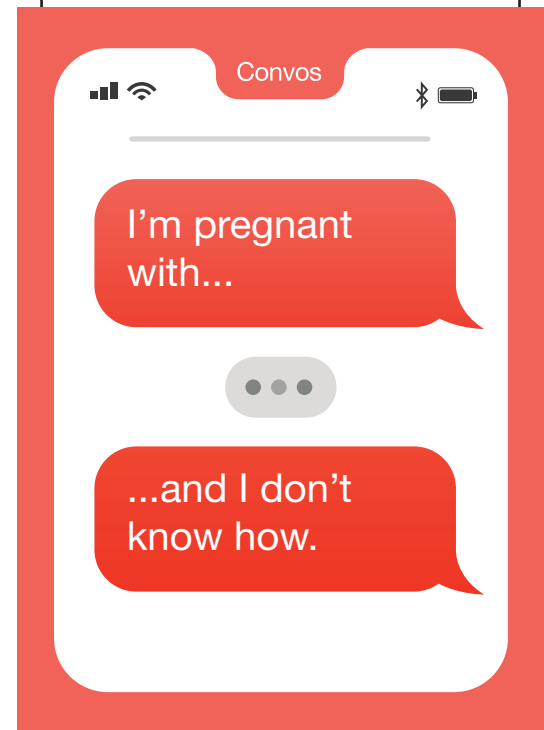 Convos
I’m pregnant
with...
...and I don’t
know how.